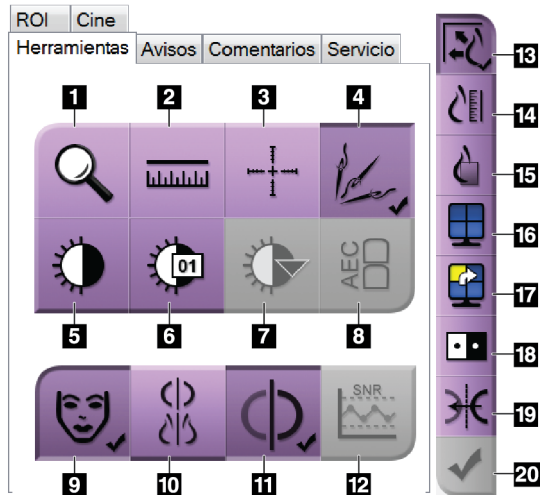 ROI Cine
Herramientas Avisos Comentarios Servicio
1 2 3 4
01
AEC
5 6 7 8
SNR
9 10 11 12
13
14
15
16
17
18
19
20